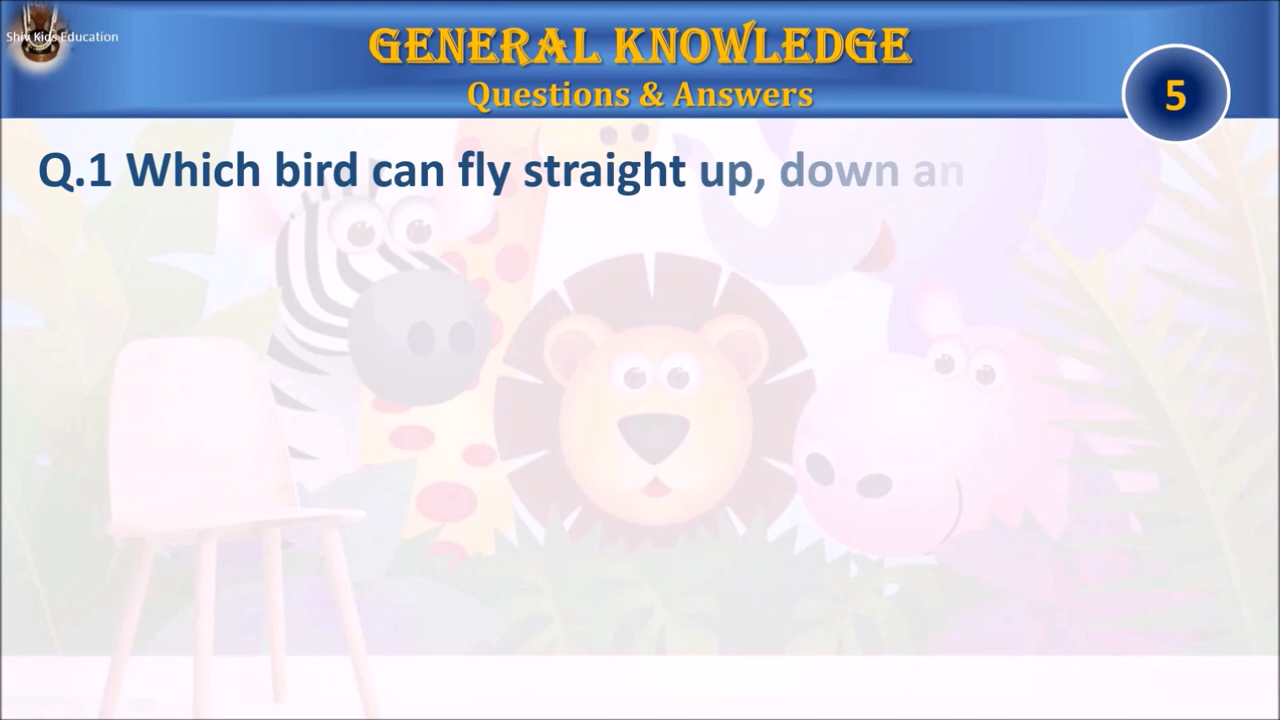 Shiv Kids Education
GENERAL KNOWLEDGE
Questions & Answers
5
Q.1 Which bird can fly straight up, down an